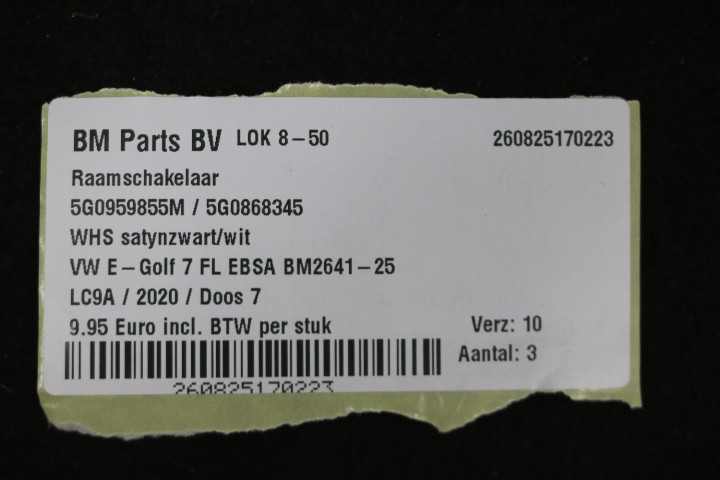 BM Parts BV LOK 8-50 260825170223
Raamschakelaar
5G0959855M / 5G0868345
WHS satynzwart/wit
VW E-Golf 7 FL EBSA BM2641-25
LC9A / 2020 / Doos 7
9.95 Euro incl. BTW per stuk Verz: 10
Aantal: 3
260825170223